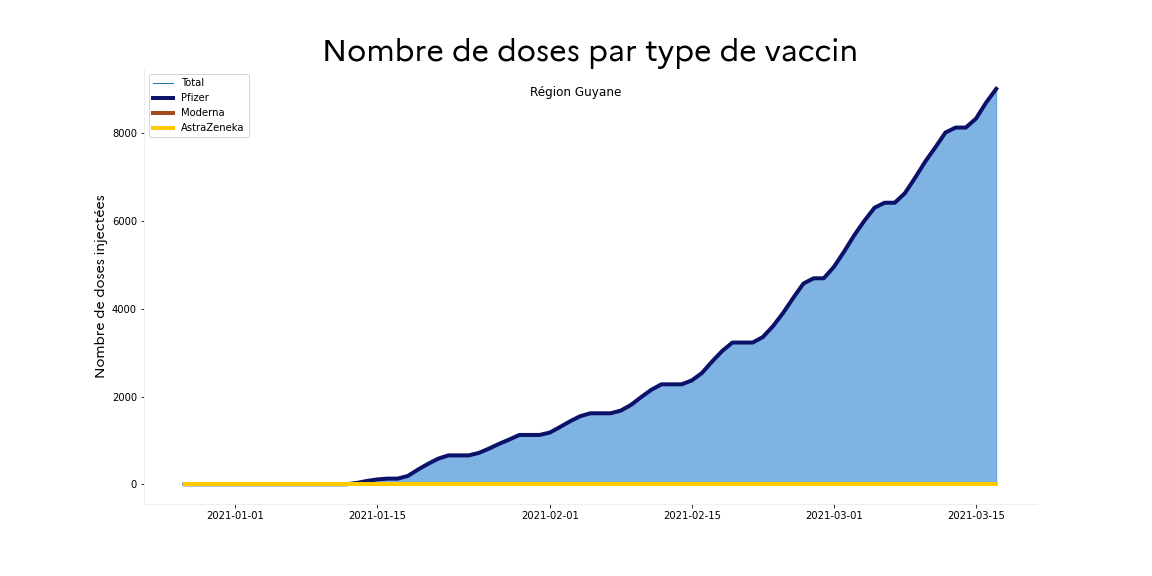 Nombre de doses par type de vaccin
Région Guyane
Total
Pfizer
Moderna
AstraZeneka
Nombre de doses injectées
8000
6000
4000
2000
0
2021-01-01
2021-01-15
2021-02-01
2021-02-15
2021-03-01
2021-03-15